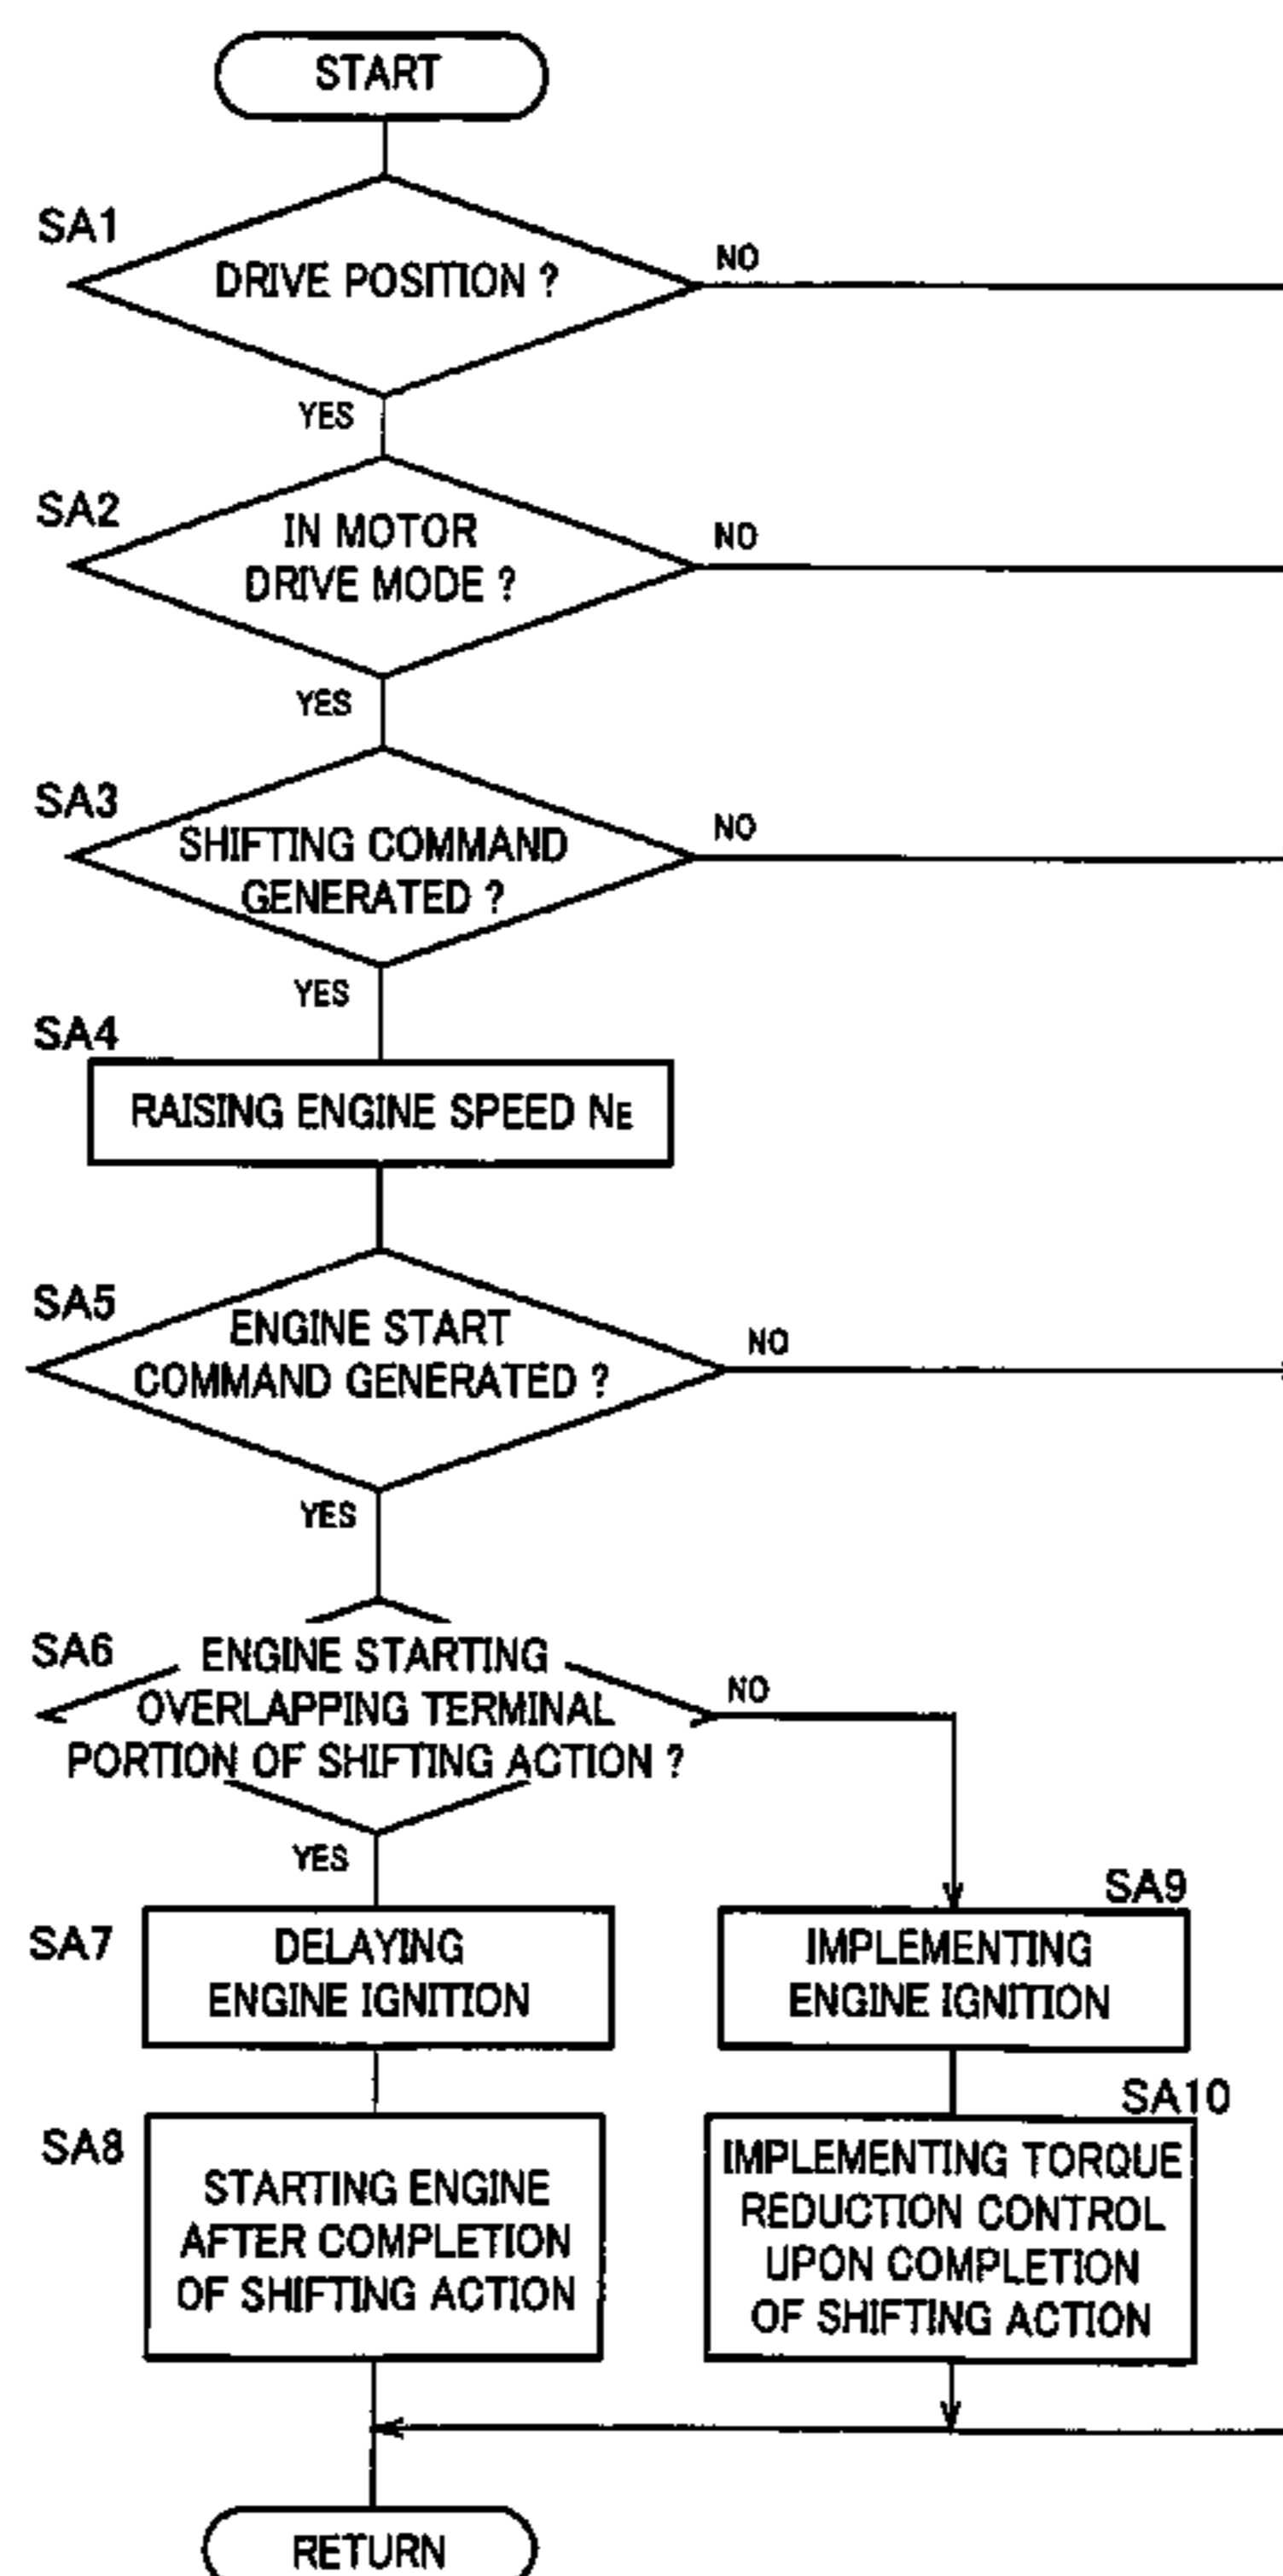 START
SA1
DRIVE POSITION ?
NO
YES
SA2
IN MOTOR
DRIVE MODE ?
NO
YES
SA3
SHIFTING COMMAND
GENERATED ?
NO
YES
SA4
RAISING ENGINE SPEED NE
SA5
ENGINE START
COMMAND GENERATED ?
NO
YES
SA6
ENGINE STARTING
OVERLAPPING TERMINAL
PORTION OF SHIFTING ACTION ?
NO
YES
SA7
DELAYING
ENGINE IGNITION
SA9
IMPLEMENTING
ENGINE IGNITION
SA8
STARTING ENGINE
AFTER COMPLETION
OF SHIFTING ACTION
SA10
IMPLEMENTING TORQUE
REDUCTION CONTROL
UPON COMPLETION
OF SHIFTING ACTION
RETURN